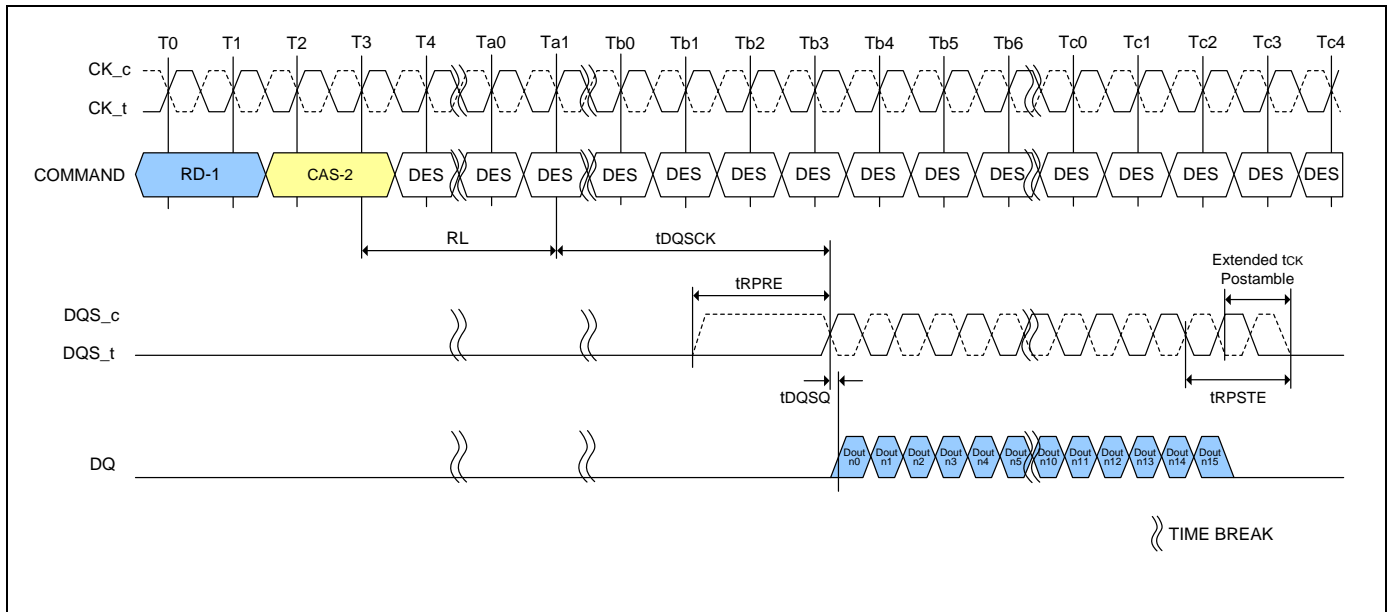 T0 T1 T2 T3 T4 Ta0 Ta1 Tb0 Tb1 Tb2 Tb3 Tb4 Tb5 Tb6 Tc0 Tc1 Tc2 Tc3 Tc4
CK_c
CK_t
COMMAND RD-1 CAS-2 DES DES DES DES DES DES DES DES DES DES DES DES DES DES DES
RL tDQSCK
Extended tCK
Postamble
tRPRE
DQS_c
DQS_t
tDQSQ tRPSTE
DQ
Dout Dout Dout Dout Dout Dout Dout Dout Dout Dout Dout Dout
n0 n1 n2 n3 n4 n5 n10 n11 n12 n13 n14 n15
TIME BREAK